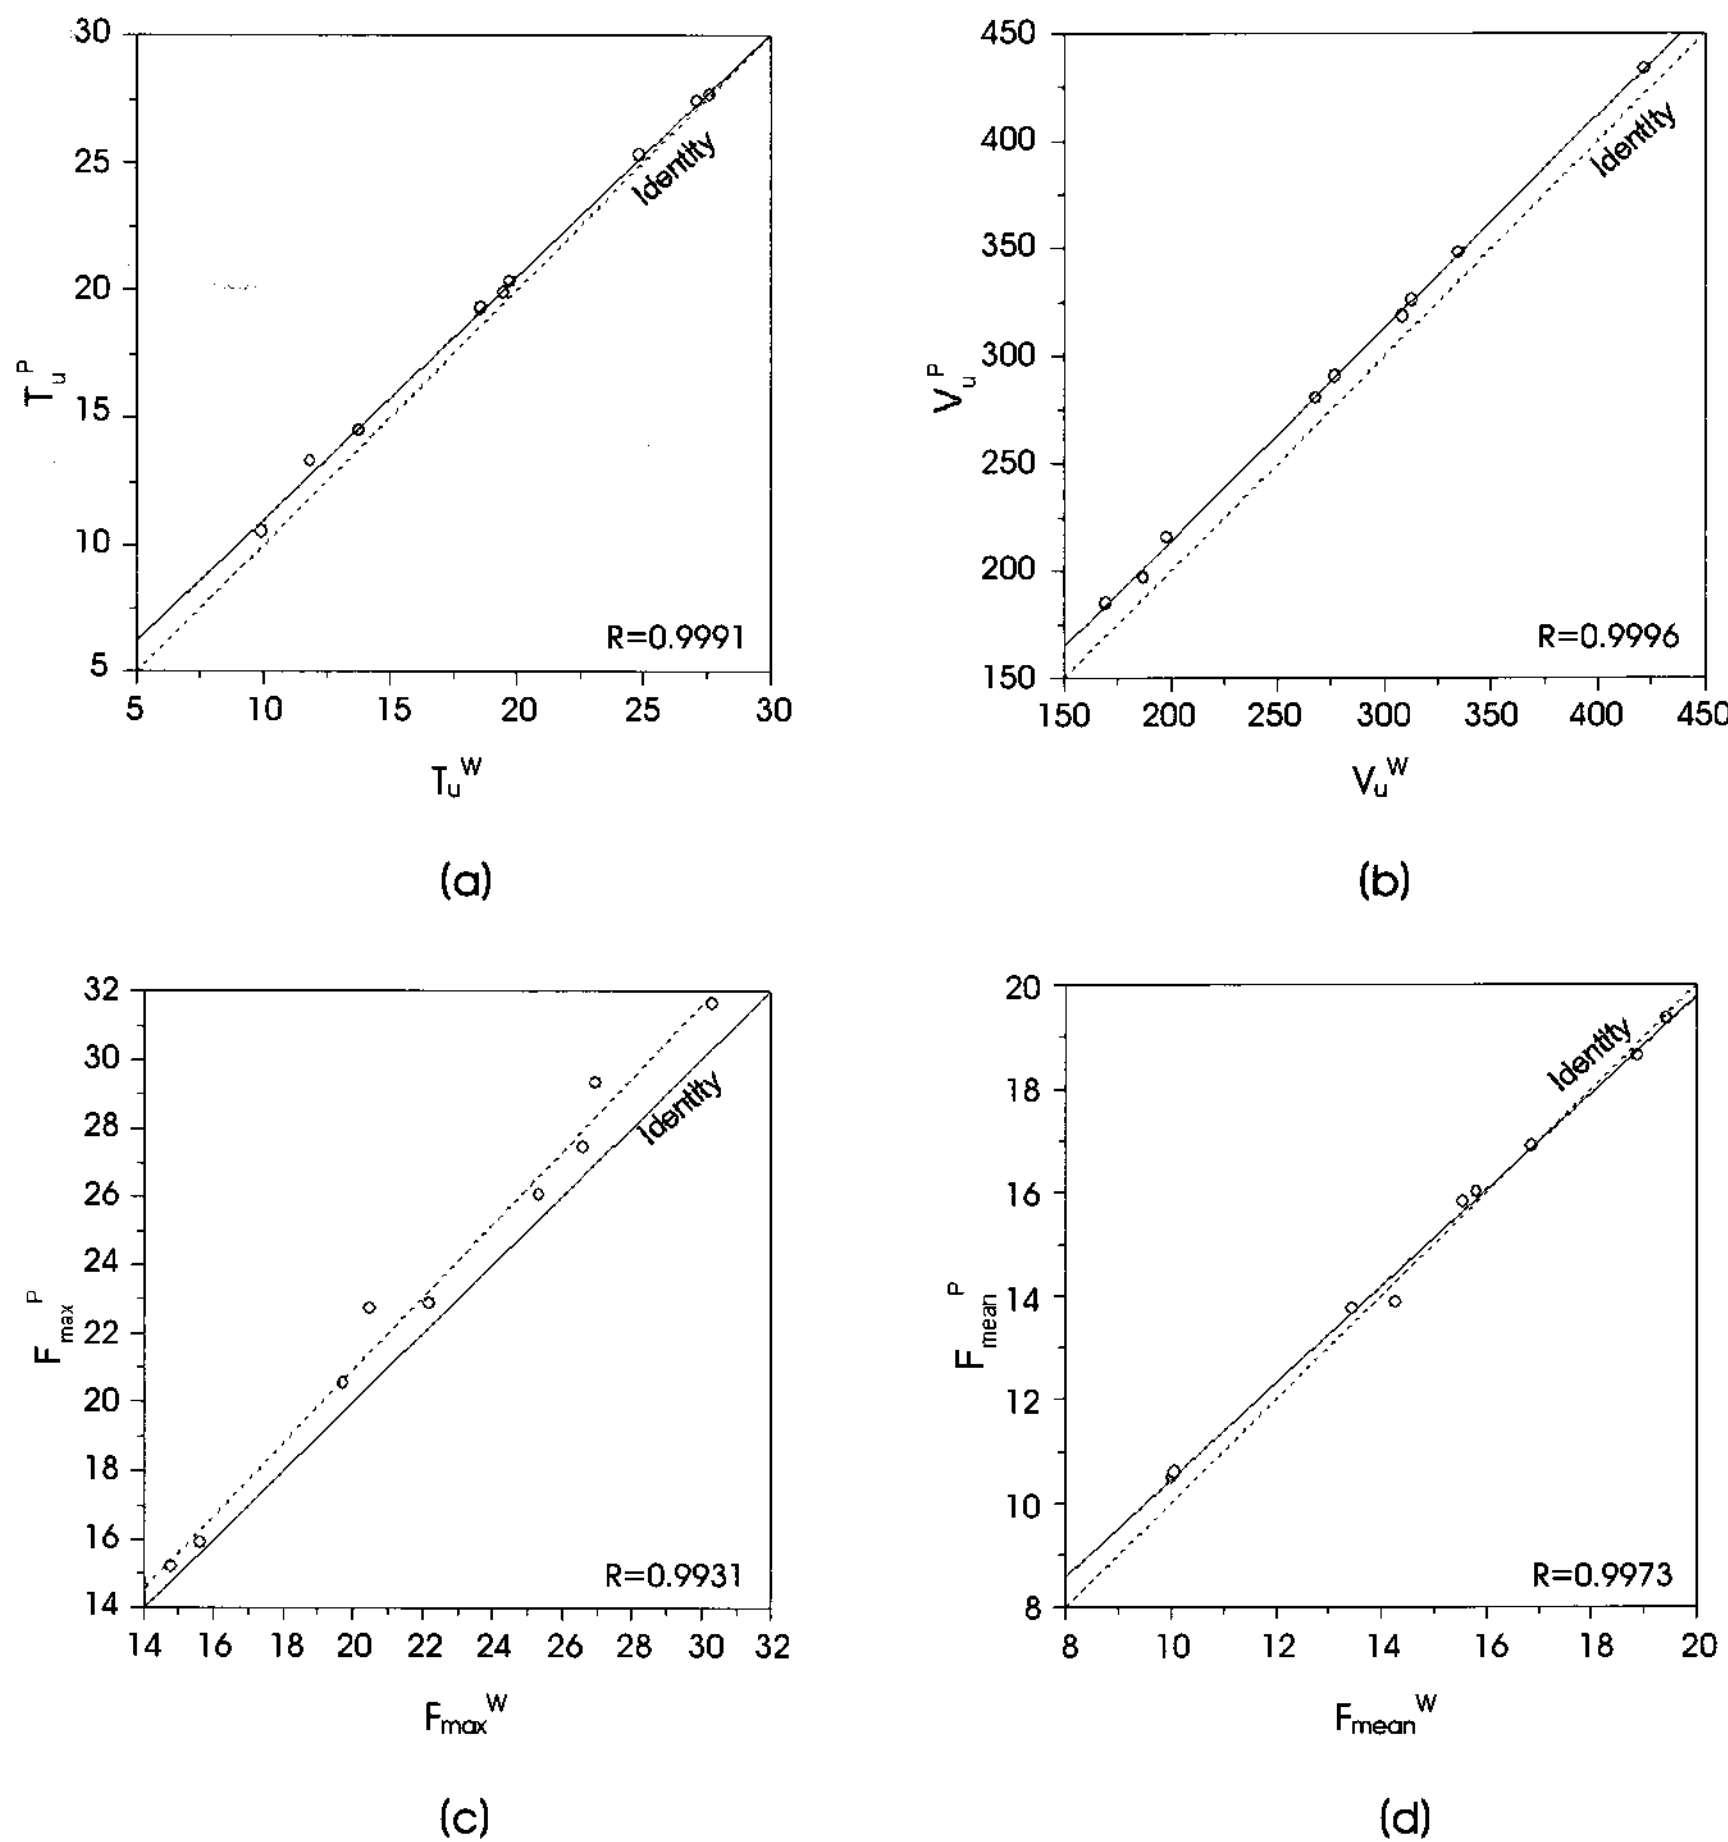 30
25
20
15
10
5
T_u^P
Identity
R=0.9991
5 10 15 20 25 30
T_u^W
(a)
450
400
350
300
250
200
150
V_u^P
Identity
R=0.9996
150 200 250 300 350 400 450
V_u^W
(b)
32
30
28
26
24
22
20
18
16
14
F_max^P
Identity
R=0.9931
14 16 18 20 22 24 26 28 30 32
F_max^W
(c)
20
18
16
14
12
10
8
F_mean^P
Identity
R=0.9973
8 10 12 14 16 18 20
F_mean^W
(d)